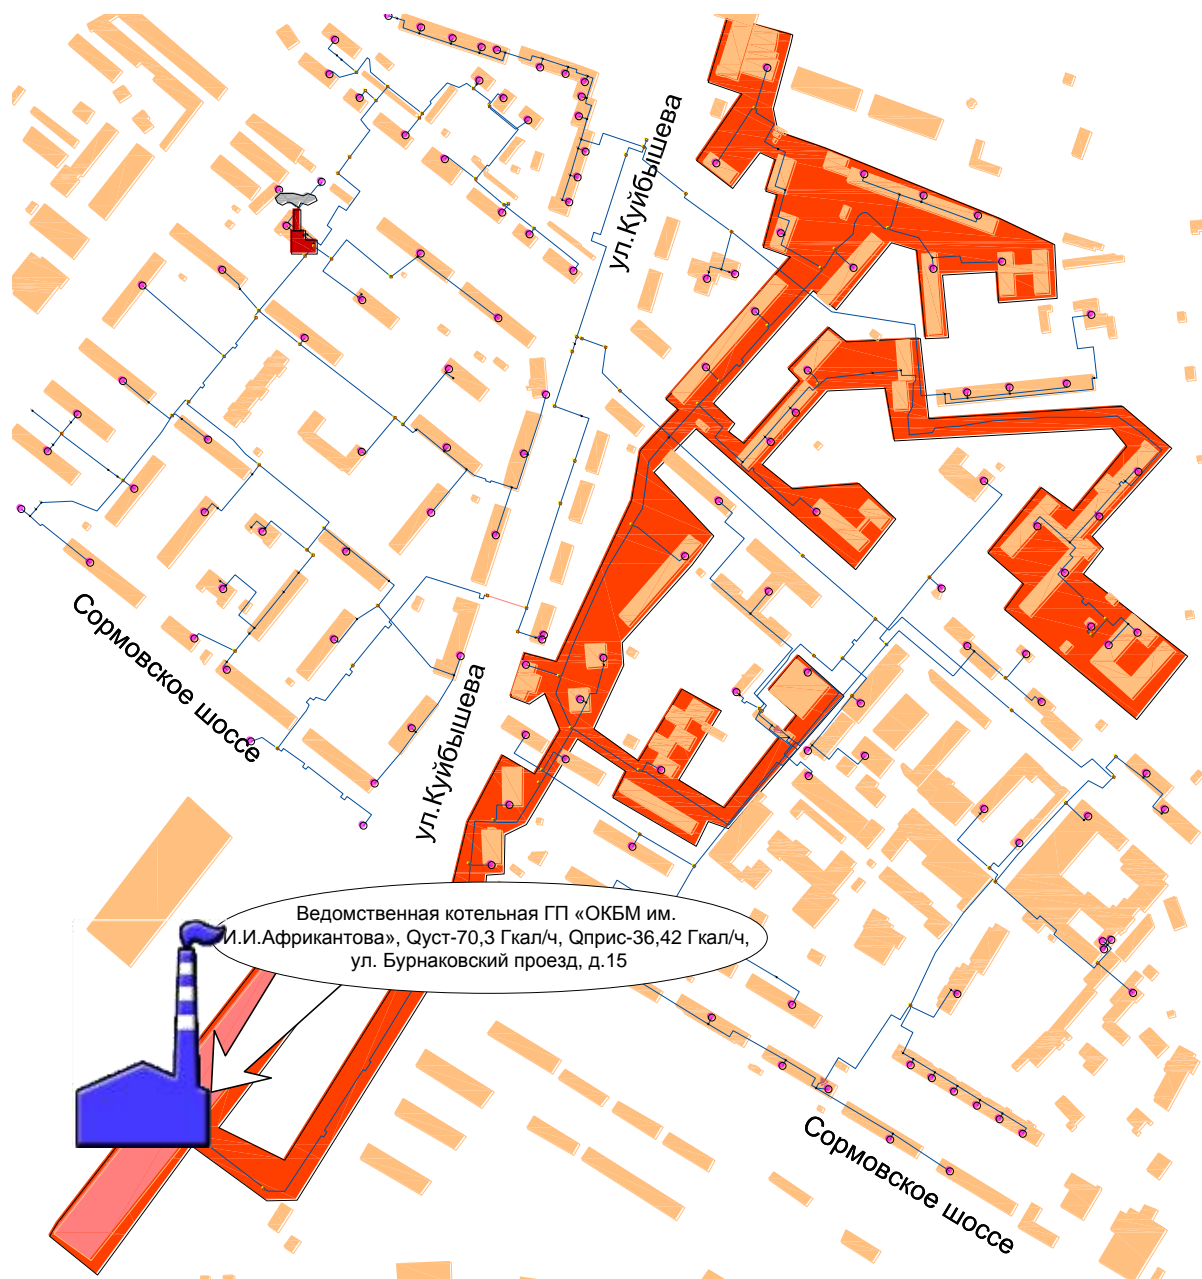 ул.Куйбышева
Сормовское шоссе
ул.Куйбышева
Ведомственная котельная ГП «ОКБМ им.
И.И.Африкантова», Qуст-70,3 Гкал/ч, Qприс-36,42 Гкал/ч,
ул. Бурнаковский проезд, д.15
Сормовское шоссе